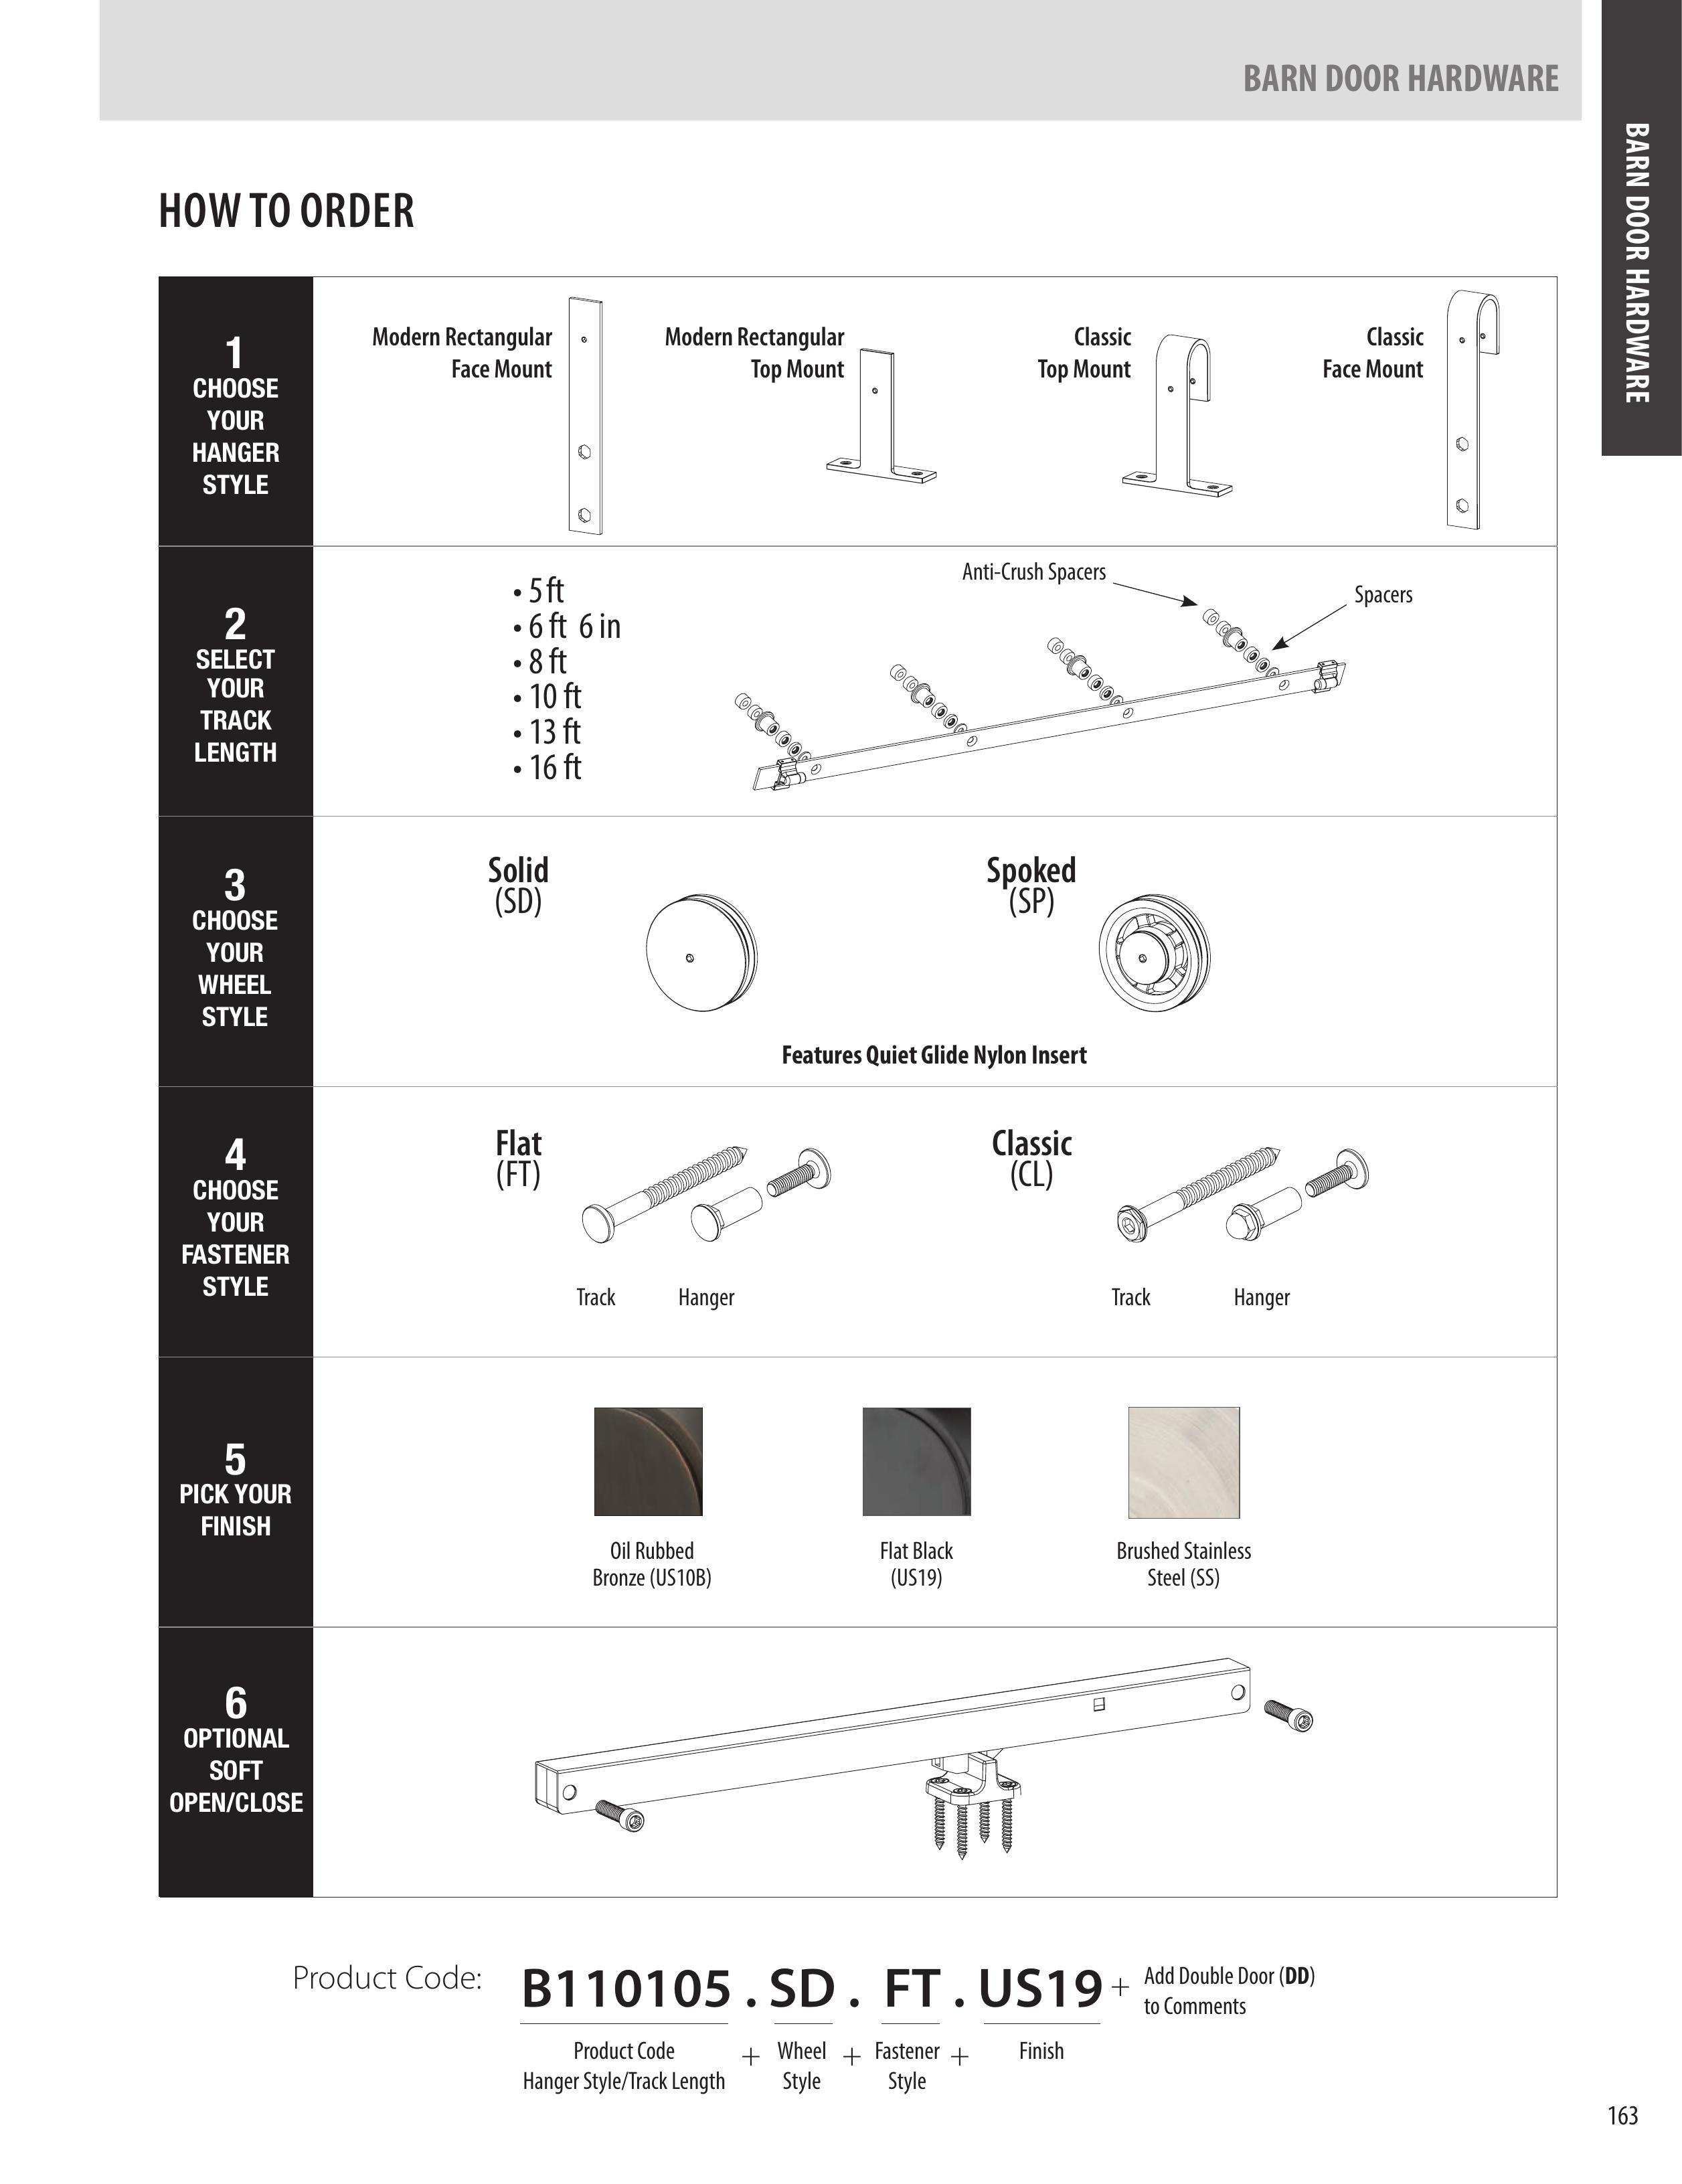 BARN DOOR HARDWARE
BARN DOOR HARDWARE
HOW TO ORDER
1
CHOOSE
YOUR
HANGER
STYLE
Modern Rectangular
Face Mount
Modern Rectangular
Top Mount
Classic
Top Mount
Classic
Face Mount
2
SELECT
YOUR
TRACK
LENGTH
• 5 ft
• 6 ft 6 in
• 8 ft
• 10 ft
• 13 ft
• 16 ft
Anti-Crush Spacers
Spacers
3
CHOOSE
YOUR
WHEEL
STYLE
Solid
(SD)
Spoked
(SP)
Features Quiet Glide Nylon Insert
4
CHOOSE
YOUR
FASTENER
STYLE
Flat
(FT)
Track
Hanger
Classic
(CL)
Track
Hanger
5
PICK YOUR
FINISH
Oil Rubbed
Bronze (US10B)
Flat Black
(US19)
Brushed Stainless
Steel (SS)
6
OPTIONAL
SOFT
OPEN/CLOSE
Product Code:
B110105 . SD . FT . US19 +
Add Double Door (DD)
to Comments
Product Code
Hanger Style/Track Length
+
Wheel
Style
+
Fastener
Style
+
Finish
163